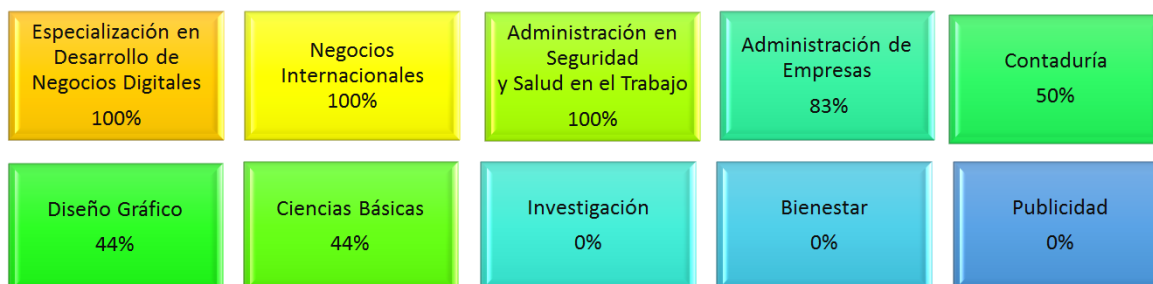 Especialización en
Desarrollo de
Negocios Digitales
100%
Negocios
Internacionales
100%
Administración en
Seguridad
y Salud en el Trabajo
100%
Administración de
Empresas
83%
Contaduría
50%
Diseño Gráfico
44%
Ciencias Básicas
44%
Investigación
0%
Bienestar
0%
Publicidad
0%